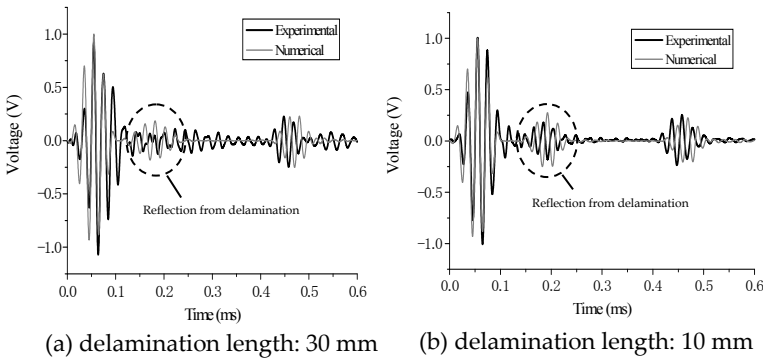 Experimental
Numerical
1.0
0.5
0.0
−0.5
−1.0
Voltage (V)
Reflection from delamination
0.0 0.1 0.2 0.3 0.4 0.5 0.6
Time (ms)
(a) delamination length: 30 mm
Experimental
Numerical
1.0
0.5
0.0
−0.5
−1.0
Voltage (V)
Reflection from delamination
0.0 0.1 0.2 0.3 0.4 0.5 0.6
Time (ms)
(b) delamination length: 10 mm